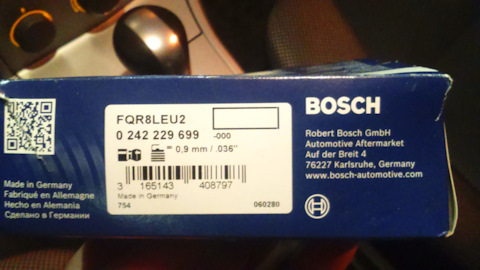 FQR8LEU2
0 242 229 699 -000
= 0,9 mm / .036"
3 165143 408797
Made in Germany
754 060280
Made in Germany
Fabriqué en Allemagne
Hecho en Alemania
Сделано в Германии
BOSCH
Robert Bosch GmbH
Automotive Aftermarket
Auf der Breit 4
76227 Karlsruhe, Germany
www.bosch-automotive.com